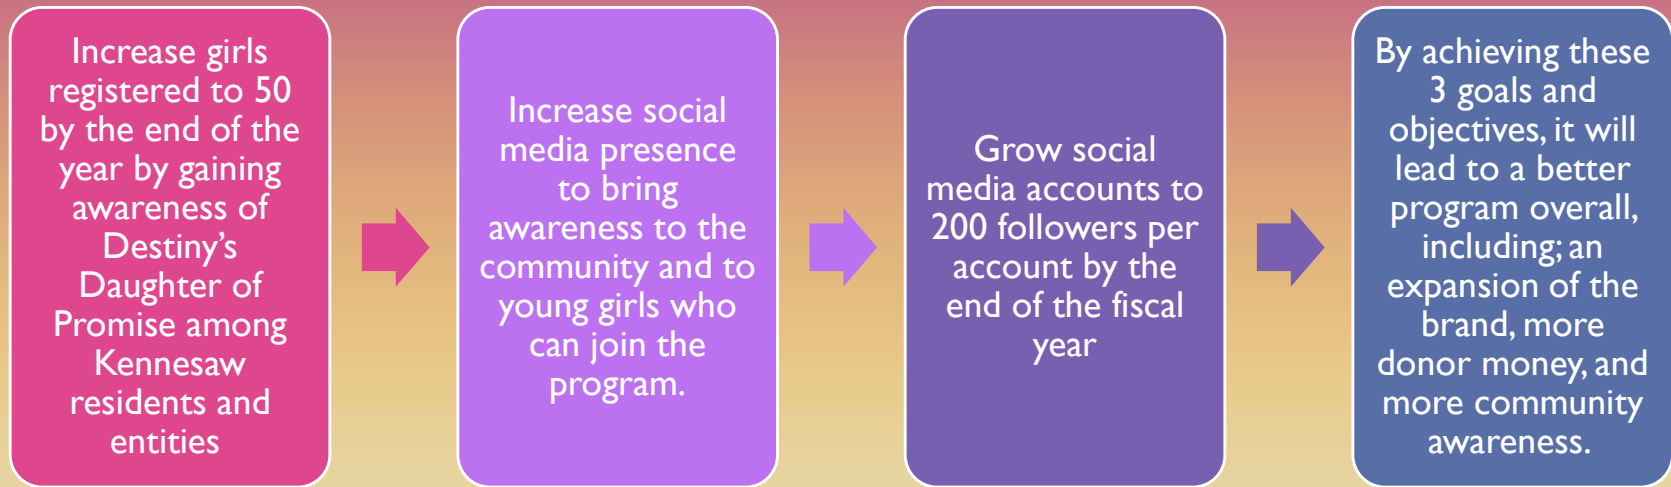 Increase girls
registered to 50
by the end of the
year by gaining
awareness of
Destiny’s
Daughter of
Promise among
Kennesaw
residents and
entities
Increase social
media presence
to bring
awareness to the
community and to
young girls who
can join the
program.
Grow social
media accounts to
200 followers per
account by the
end of the fiscal
year
By achieving these
3 goals and
objectives, it will
lead to a better
program overall,
including; an
expansion of the
brand, more
donor money, and
more community
awareness.